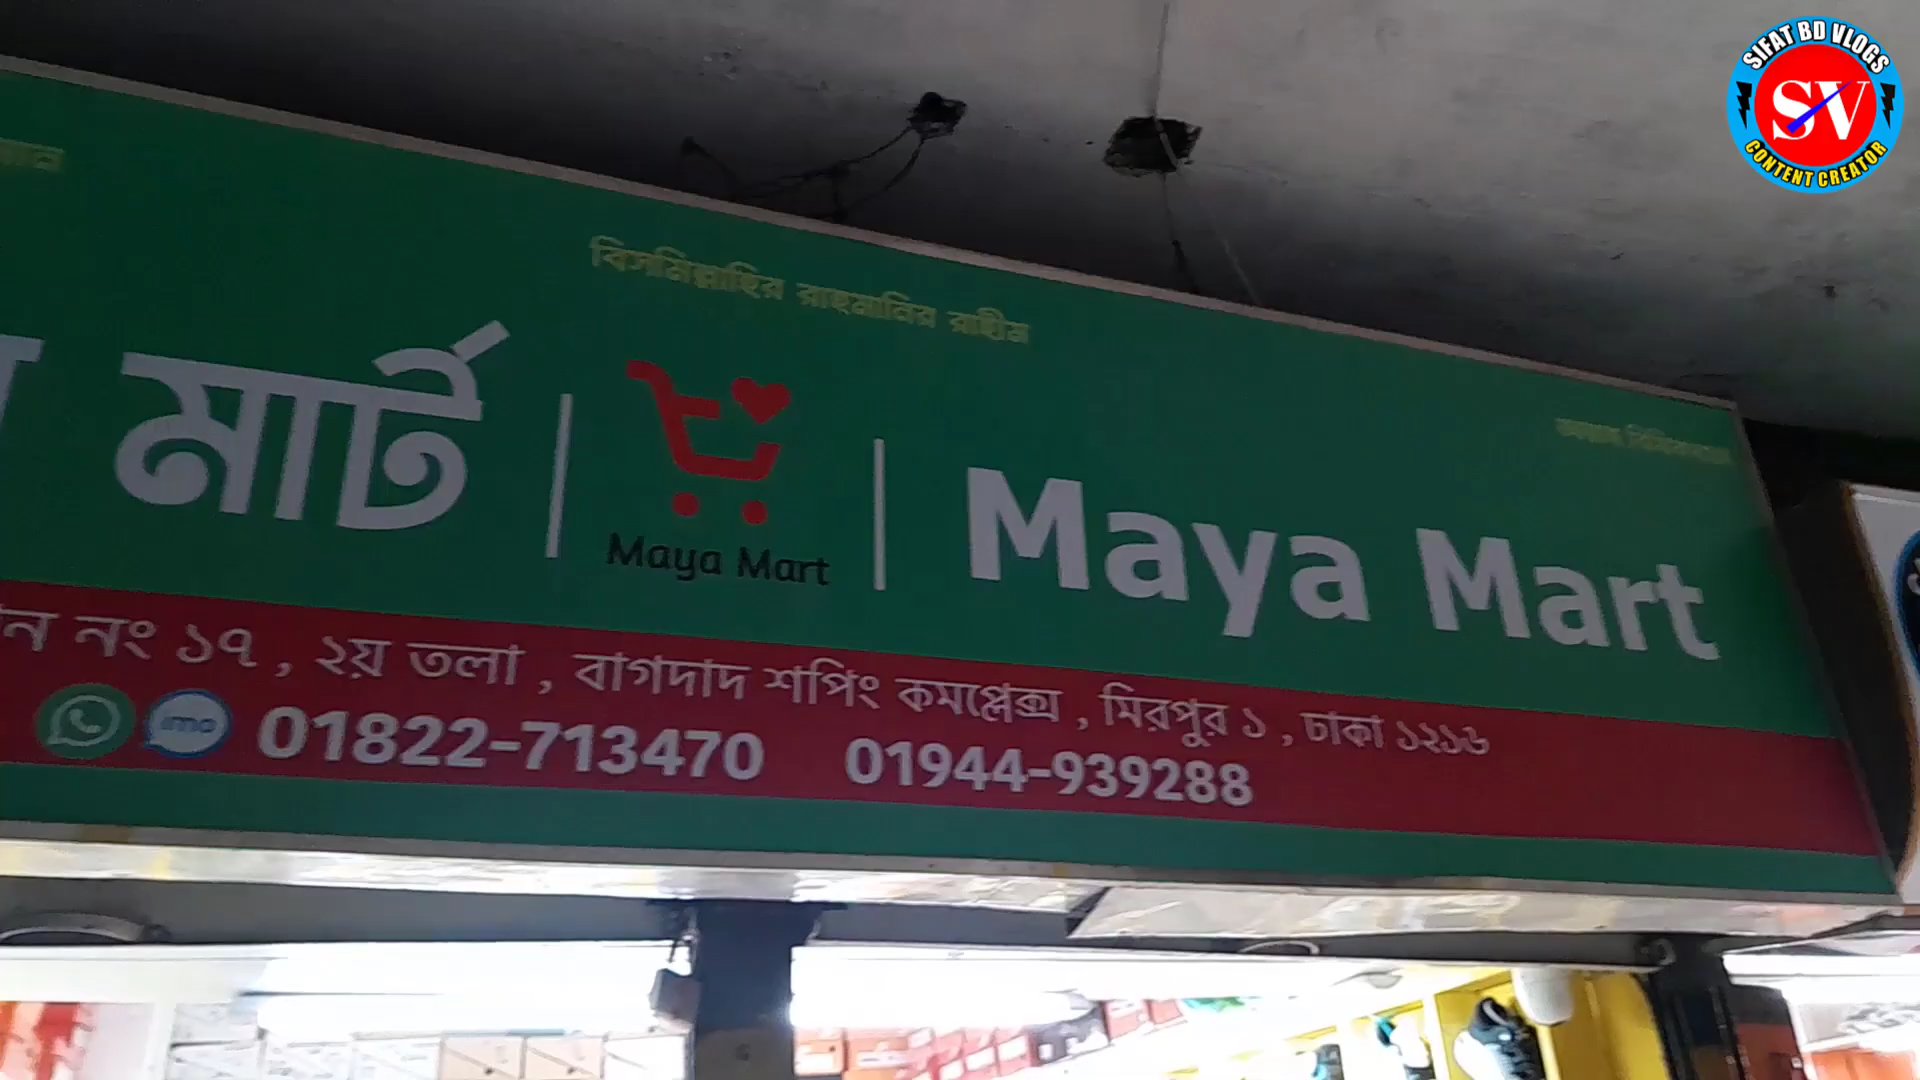 SIFAT BD VLOGS
SV
CONTENT CREATOR
বিসমিল্লাহির রাহমানির রাহীম
মার্ট
Maya Mart
Maya Mart
নং ১৭ , ২য় তলা , বাগদাদ শপিং কমপ্লেক্স , মিরপুর ১ , ঢাকা ১২১৬
imo 01822-713470 01944-939288